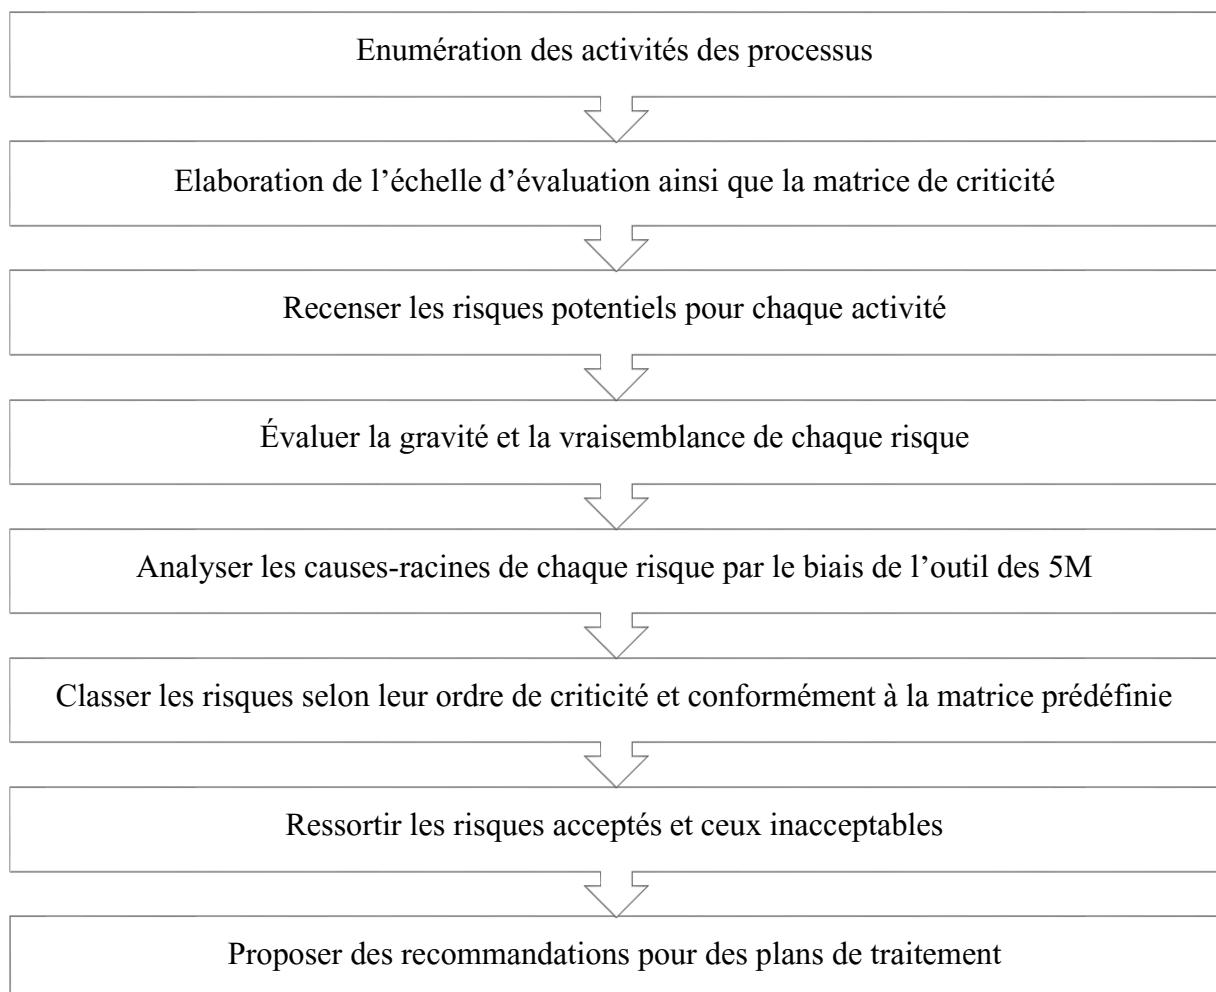 Enumération des activités des processus
Elaboration de l’échelle d’évaluation ainsi que la matrice de criticité
Recenser les risques potentiels pour chaque activité
Évaluer la gravité et la vraisemblance de chaque risque
Analyser les causes-racines de chaque risque par le biais de l’outil des 5M
Classer les risques selon leur ordre de criticité et conformément à la matrice prédéfinie
Ressortir les risques acceptés et ceux inacceptables
Proposer des recommandations pour des plans de traitement